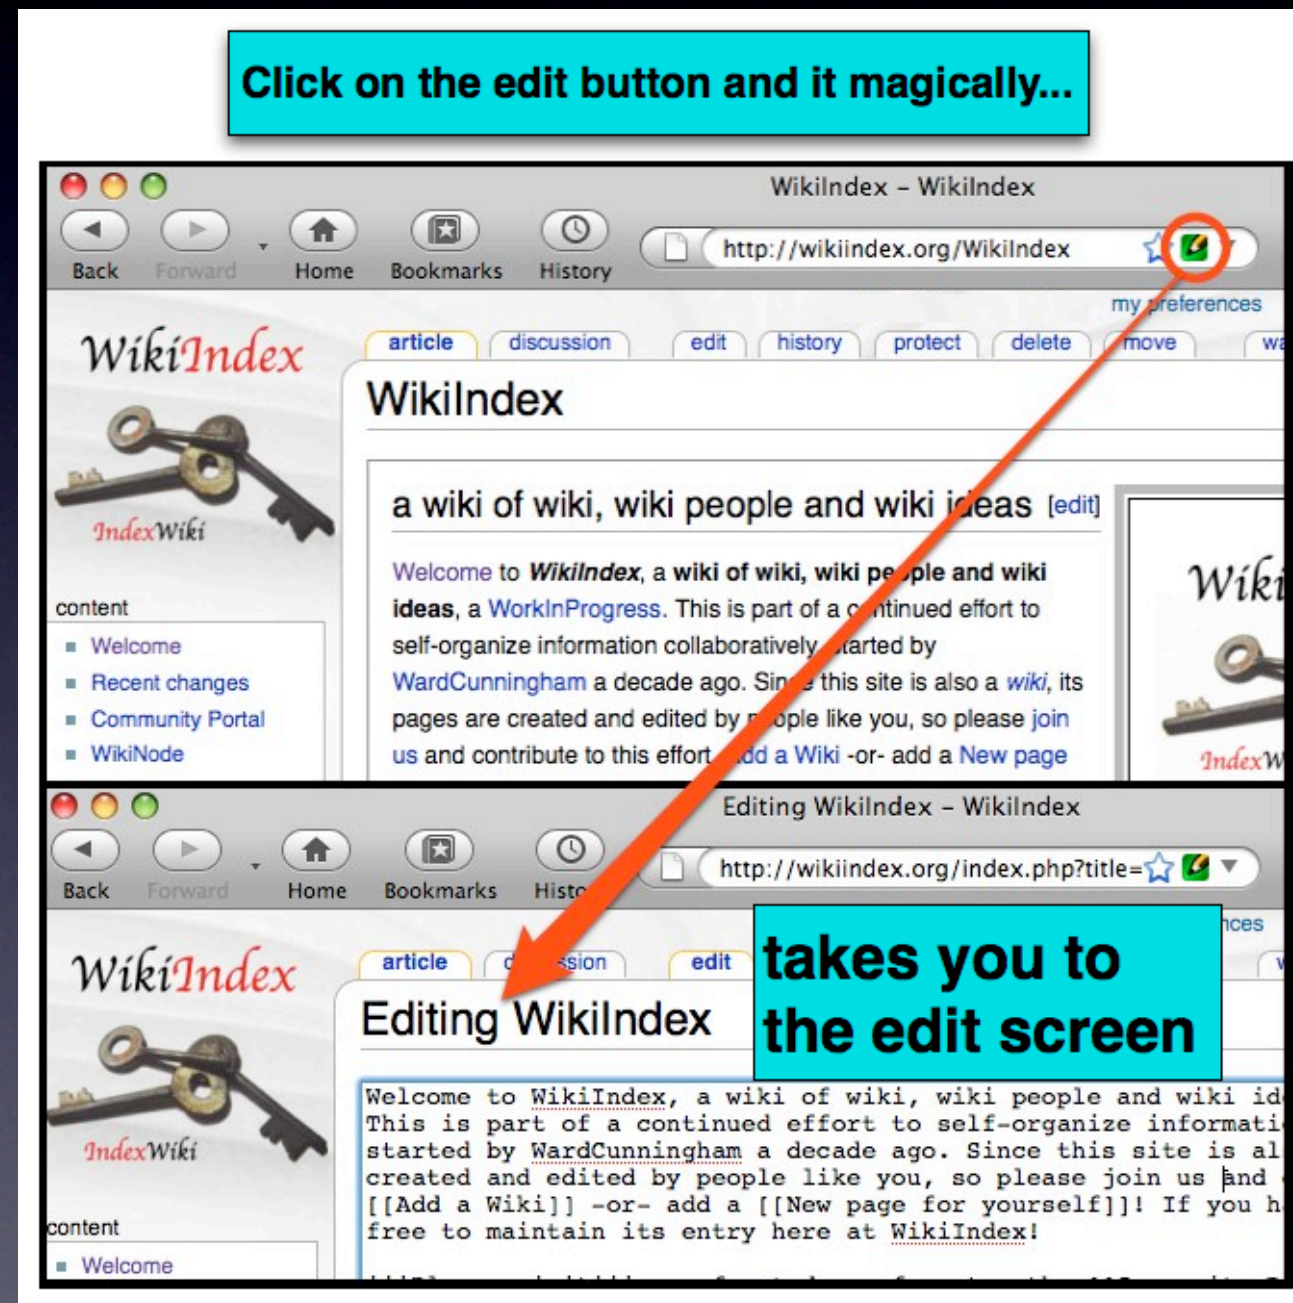 Click on the edit button and it magically...
WikiIndex – WikiIndex
http://wikiindex.org/WikiIndex
Back Forward Home Bookmarks History
my preferences
WikiIndex
article discussion edit history protect delete move
WikiIndex
IndexWiki
a wiki of wiki, wiki people and wiki ideas [edit]
Welcome to WikiIndex, a wiki of wiki, wiki people and wiki
ideas, a WorkInProgress. This is part of a continued effort to
self-organize information collaboratively, started by
WardCunningham a decade ago. Since this site is also a wiki, its
pages are created and edited by people like you, so please join
us and contribute to this effort. Add a Wiki -or- add a New page
content
Welcome
Recent changes
Community Portal
WikiNode
Wiki
IndexW
Editing WikiIndex – WikiIndex
http://wikiindex.org/index.php?title=
Back Forward Home Bookmarks Histo
nces
WikiIndex
article discussion edit
takes you to
the edit screen
Editing WikiIndex
IndexWiki
Welcome to WikiIndex, a wiki of wiki, wiki people and wiki ide
This is part of a continued effort to self-organize informati
started by WardCunningham a decade ago. Since this site is al
created and edited by people like you, so please join us and
[[Add a Wiki]] -or- add a [[New page for yourself]]! If you ha
free to maintain its entry here at WikiIndex!
content
Welcome